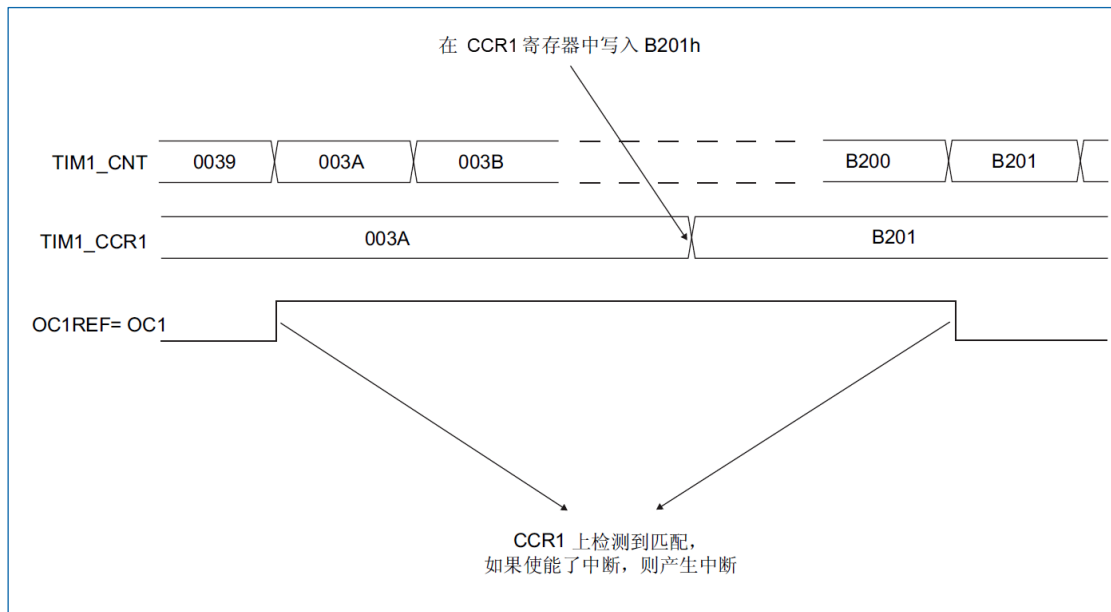 在 CCR1 寄存器中写入 B201h
TIM1_CNT 0039 003A 003B B200 B201
TIM1_CCR1 003A B201
OC1REF= OC1
CCR1 上检测到匹配，
如果使能了中断，则产生中断